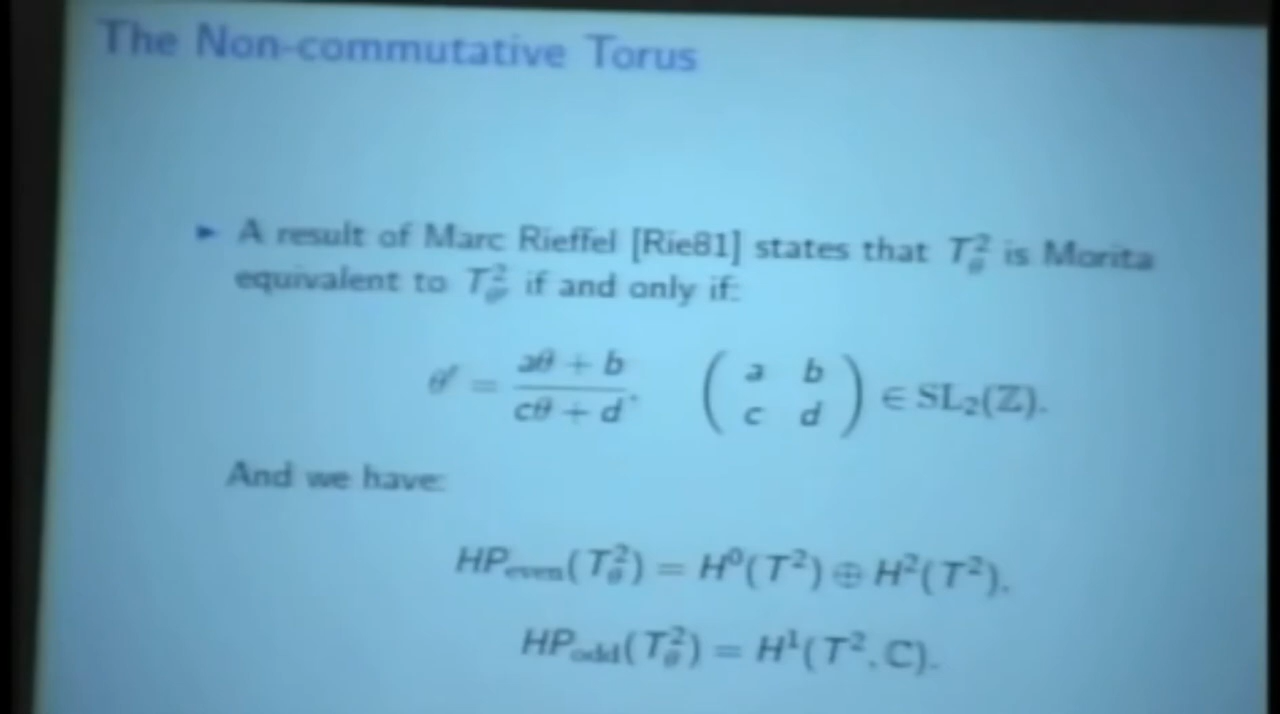 The Non-commutative Torus
► A result of Marc Rieffel [Rie81] states that T²_θ is Morita
equivalent to T²_θ' if and only if:
θ' = (aθ + b)/(cθ + d), ( a b ; c d ) ∈ SL₂(ℤ).
And we have:
HP_even(T²_θ) = H⁰(T²) ⊕ H²(T²).
HP_odd(T²_θ) = H¹(T², ℂ).